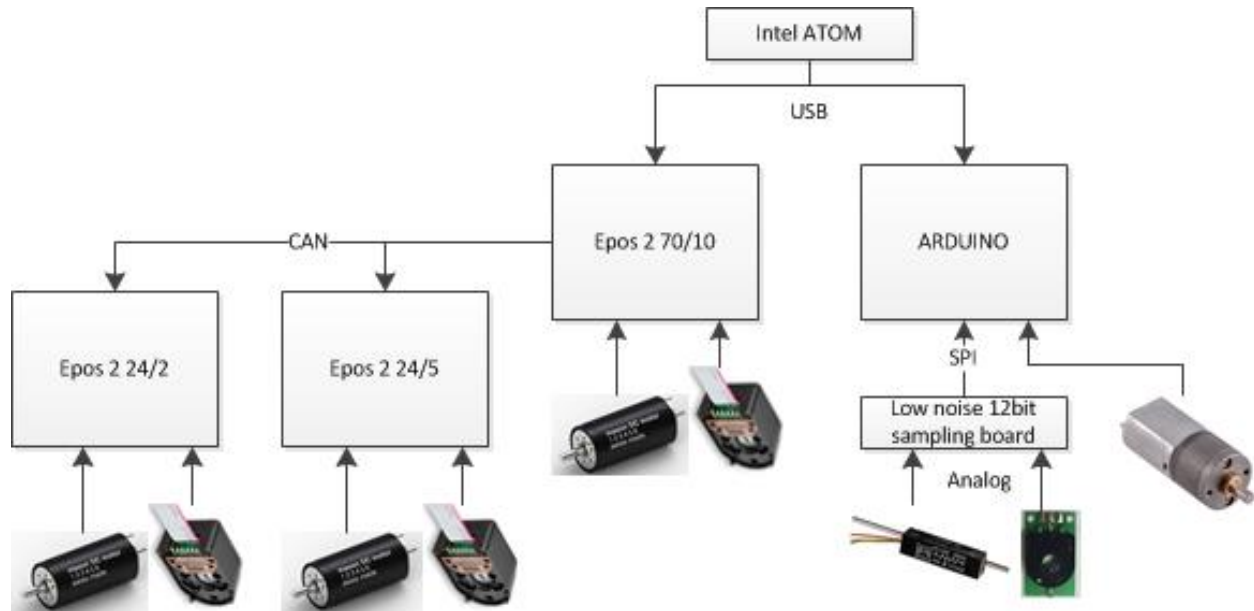 Intel ATOM
USB
Epos 2 70/10
ARDUINO
CAN
Epos 2 24/2
Epos 2 24/5
SPI
Low noise 12bit
sampling board
Analog